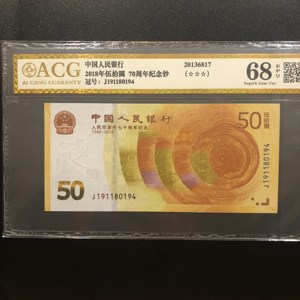 ACG
中国人民银行
2018年伍拾圆 70周年纪念钞
冠号: J191180194
20136817
(☆☆☆)
68
EPQ
Superb Gem Unc
中国人民银行
人民币发行七十周年纪念
1948-2018
50
伍拾圆
50
J191180194